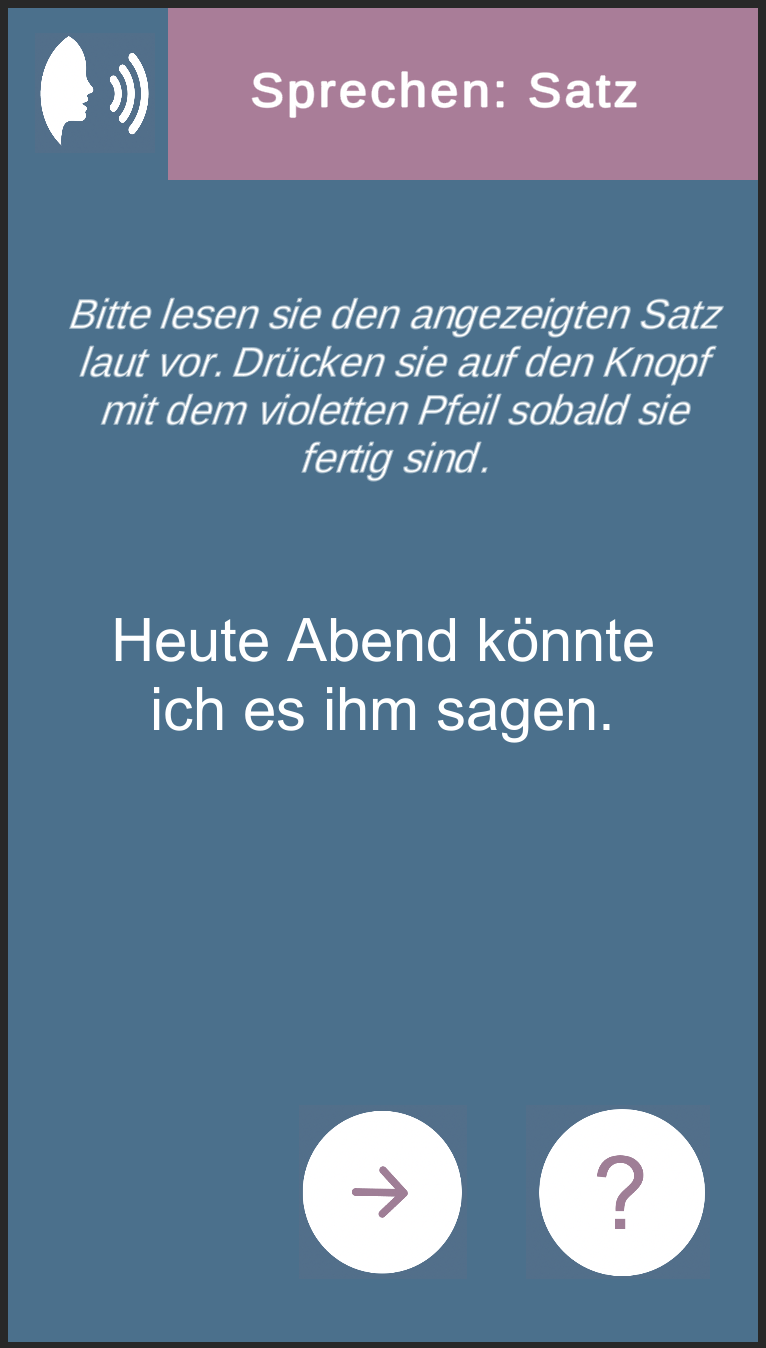 Sprechen: Satz
Bitte lesen sie den angezeigten Satz
laut vor. Drücken sie auf den Knopf
mit dem violetten Pfeil sobald sie
fertig sind.
Heute Abend könnte
ich es ihm sagen.
?